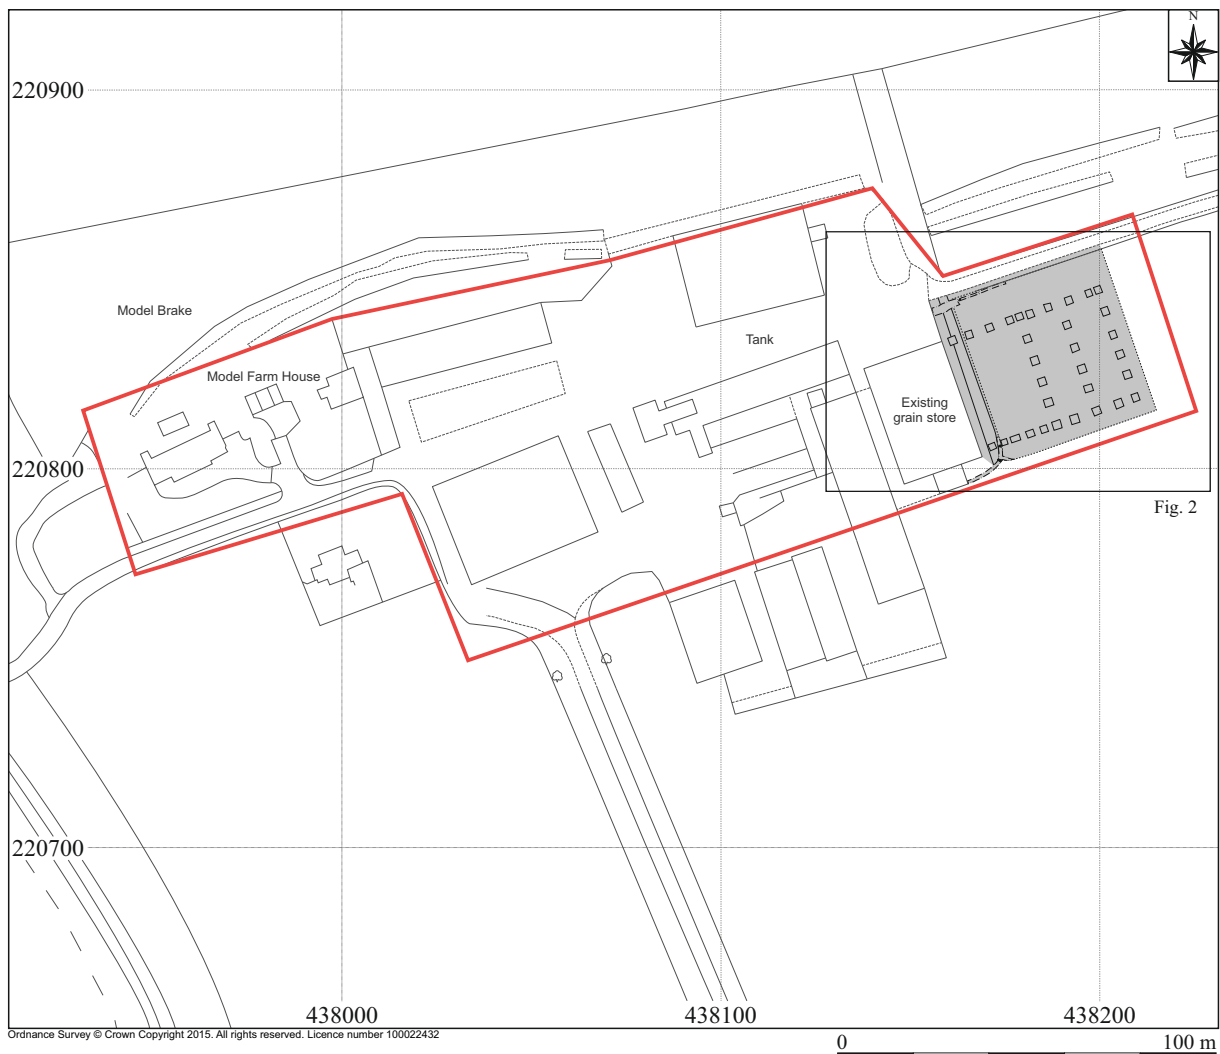 N
220900
Model Brake
Tank
Model Farm House
Existing
grain store
220800
Fig. 2
220700
438000
438100
438200
Ordnance Survey © Crown Copyright 2015. All rights reserved. Licence number 100022432
0
100 m